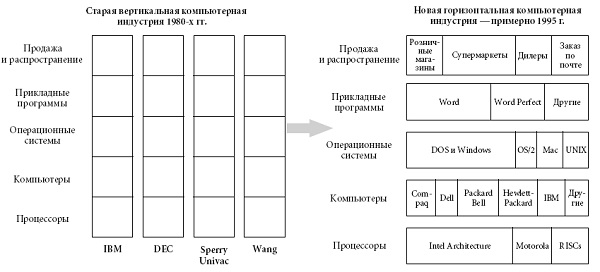 Старая вертикальная компьютерная
индустрия 1980-х гг.
Продажа
и распространение
Прикладные
программы
Операционные
системы
Компьютеры
Процессоры
IBM
DEC
Sperry
Univac
Wang
Новая горизонтальная компьютерная
индустрия — примерно 1995 г.
Продажа
и распространение
Рознич-
ные
мага-
зины
Супермаркеты
Дилеры
Заказ
по
почте
Прикладные
программы
Word
Word Perfect
Другие
Операционные
системы
DOS и Windows
OS/2
Mac
UNIX
Компьютеры
Com-
paq
Dell
Packard
Bell
Hewlett-
Packard
IBM
Дру-
гие
Процессоры
Intel Architecture
Motorola
RISCs